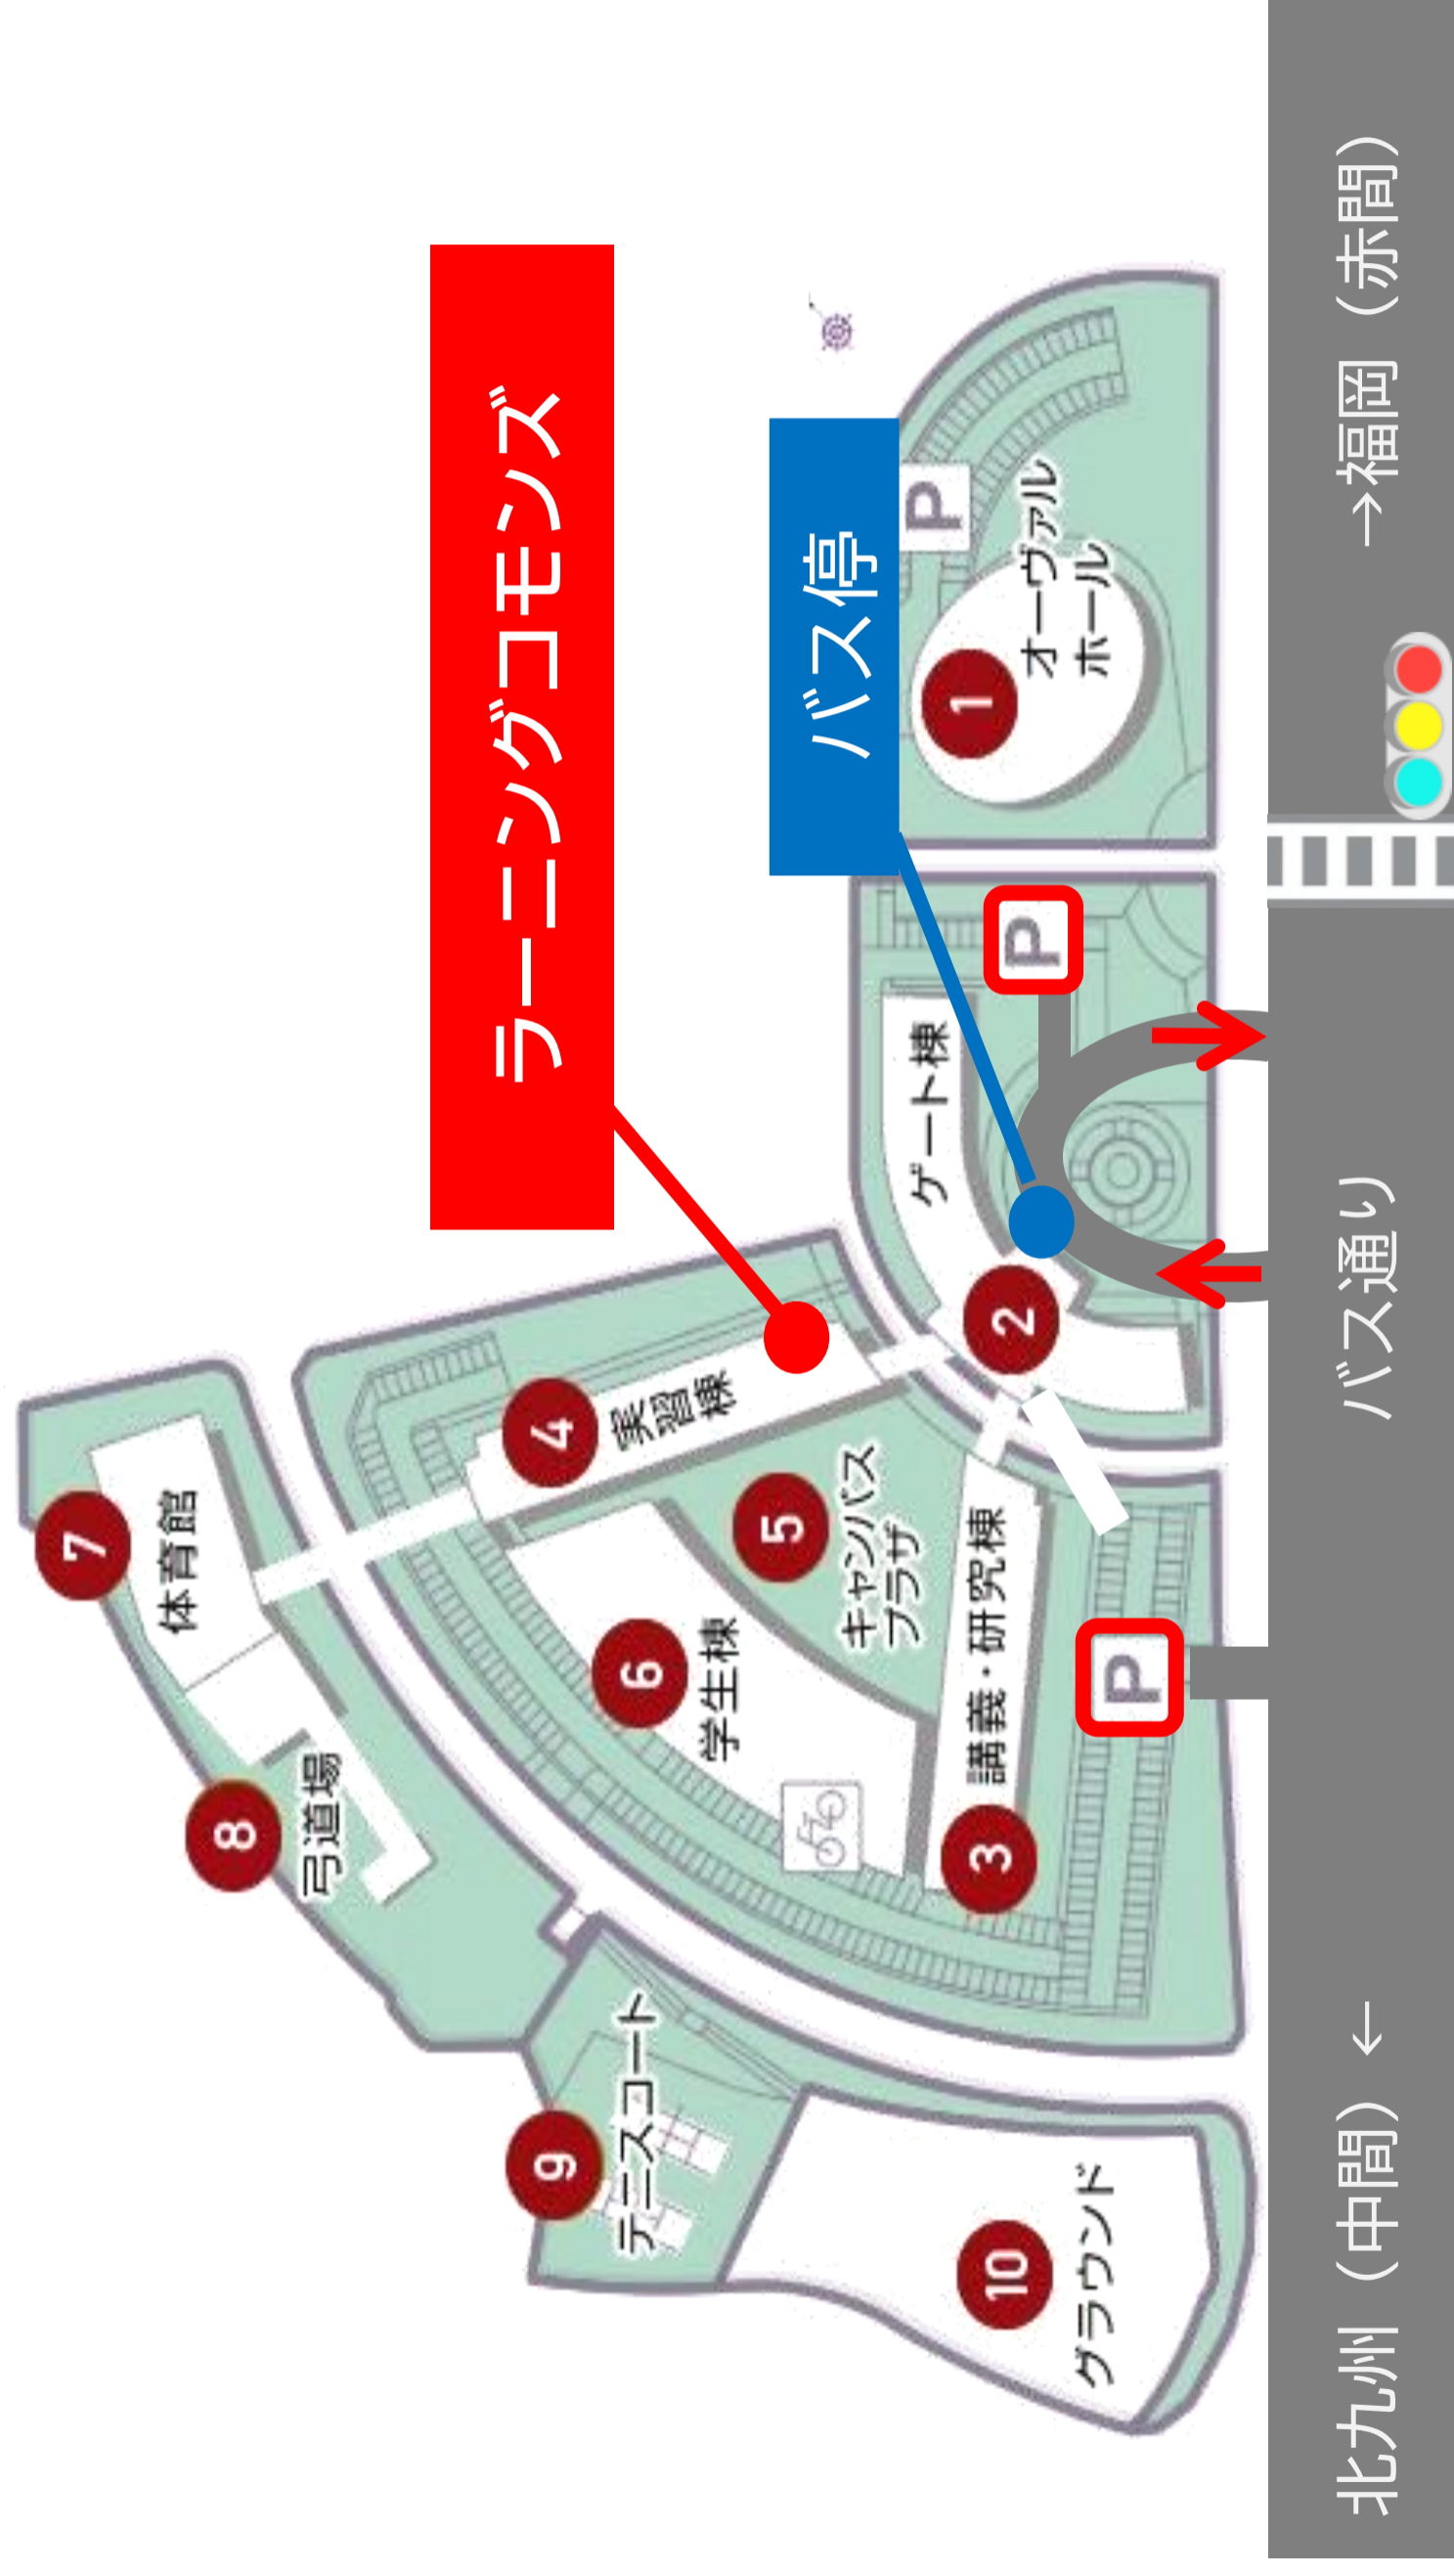 ラーニングコモンズ
バス停
7
体育館
8
弓道場
4
実習棟
6
学生棟
5
キャンパス
プラザ
9
テニスコート
P
1
オーヴァル
ホール
ゲート棟
2
P
講義・研究棟
3
P
10
グラウンド
北九州（中間）←
バス通り
→福岡（赤間）